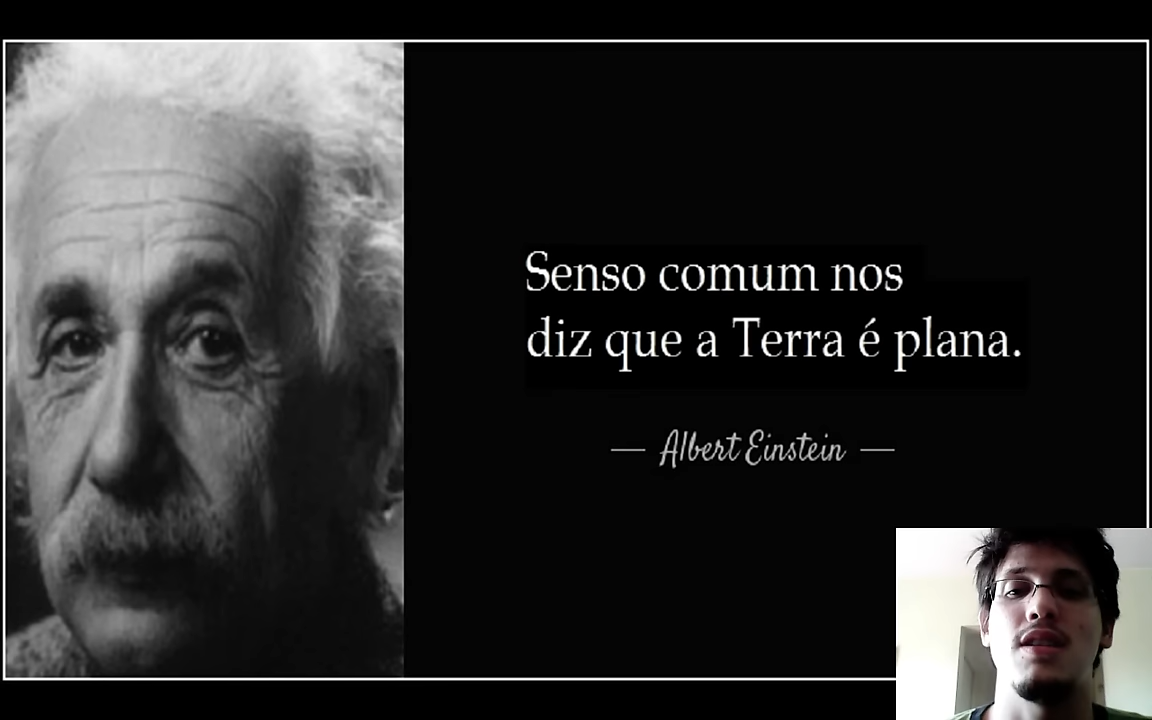 Senso comum nos
diz que a Terra é plana.
— Albert Einstein —